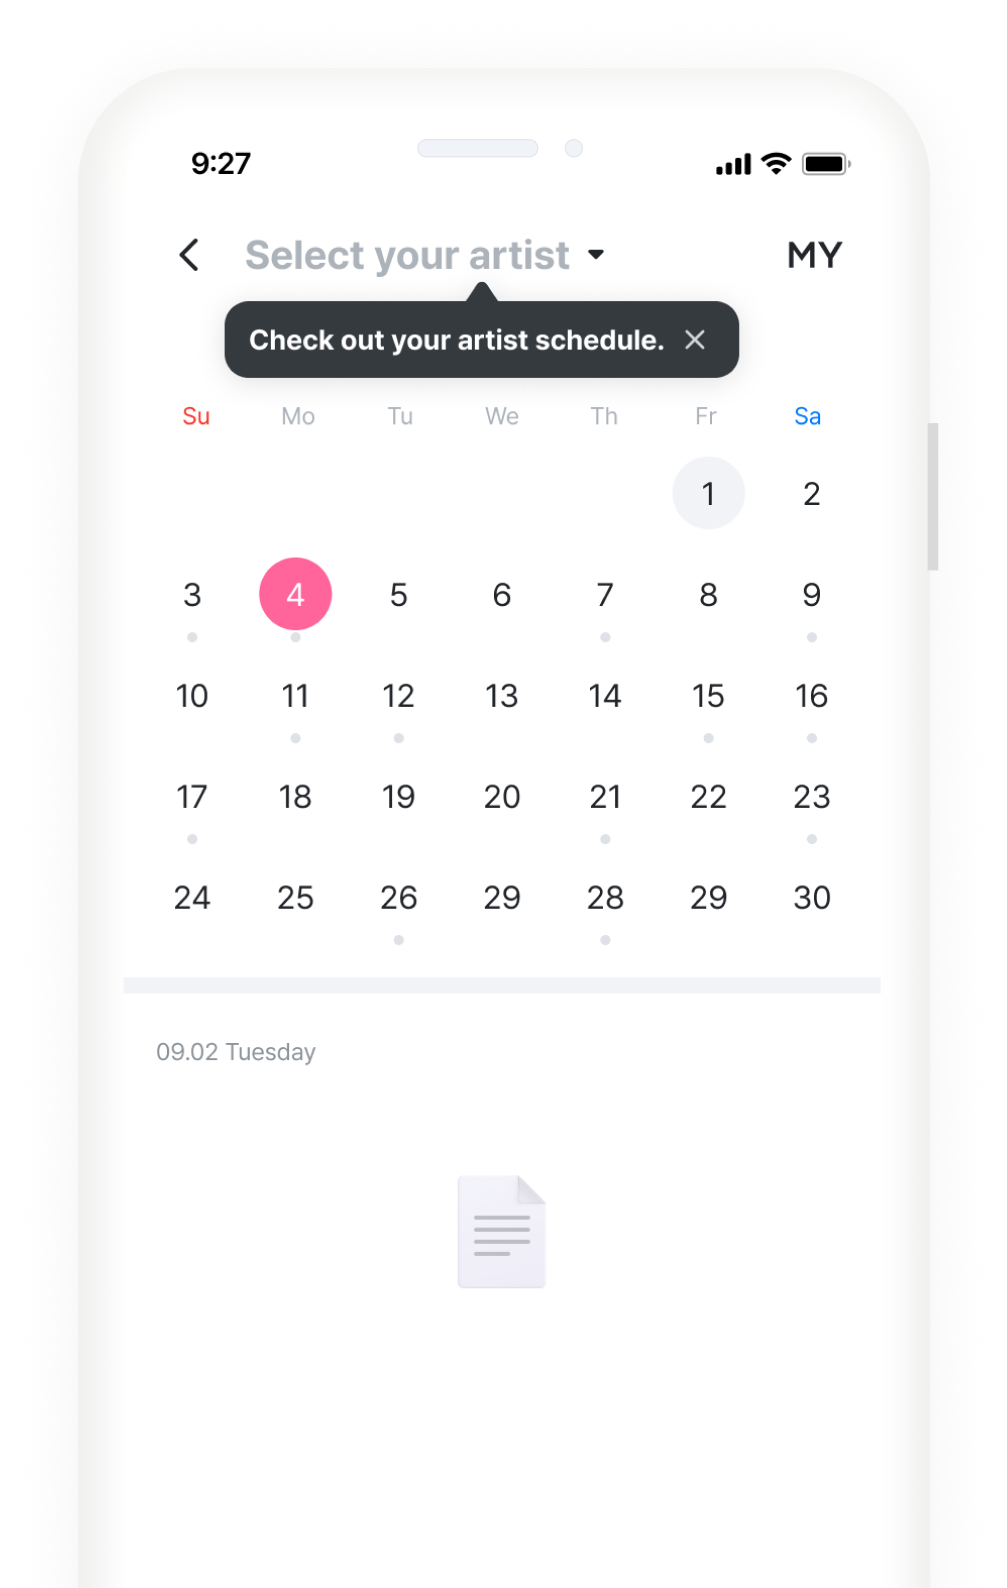 9:27
Select your artist MY
Check out your artist schedule.
Su Mo Tu We Th Fr Sa
1 2
3 4 5 6 7 8 9
10 11 12 13 14 15 16
17 18 19 20 21 22 23
24 25 26 29 28 29 30
09.02 Tuesday